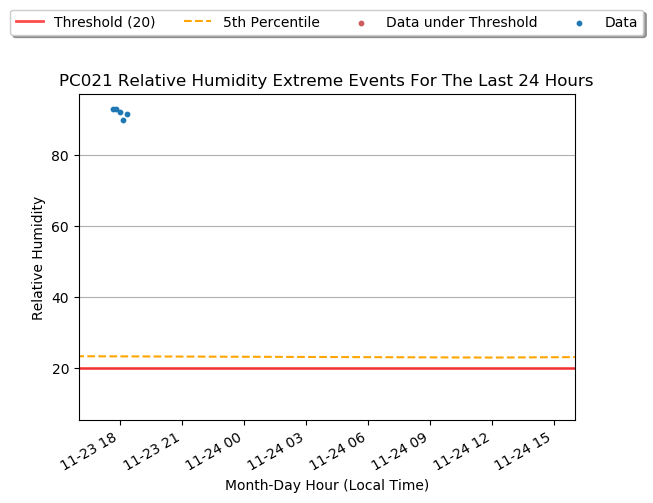 Threshold (20) 5th Percentile Data under Threshold Data
PC021 Relative Humidity Extreme Events For The Last 24 Hours
80
60
40
20
Relative Humidity
11-23 18 11-23 21 11-24 00 11-24 03 11-24 06 11-24 09 11-24 12 11-24 15
Month-Day Hour (Local Time)